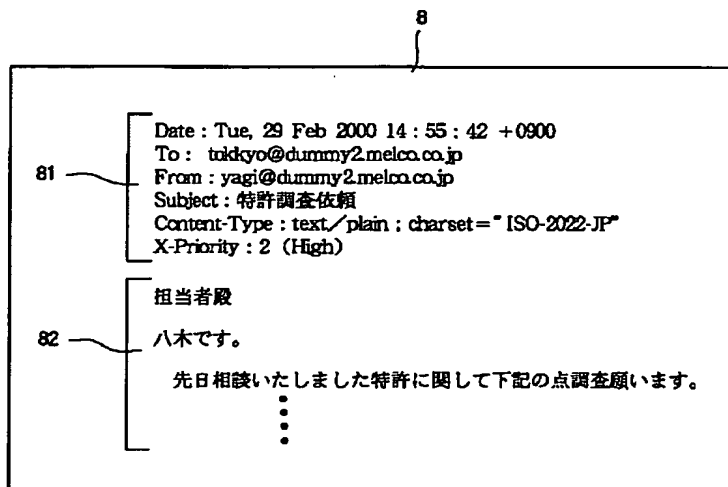 8
81
Date : Tue, 29 Feb 2000 14 : 55 : 42 +0900
To : tokkyo@dummy2.melco.co.jp
From : yagi@dummy2.melco.co.jp
Subject : 特許調査依頼
Content-Type : text／plain ; charset="ISO-2022-JP"
X-Priority : 2 (High)
82
担当者殿
八木です。
先日相談いたしました特許に関して下記の点調査願います。